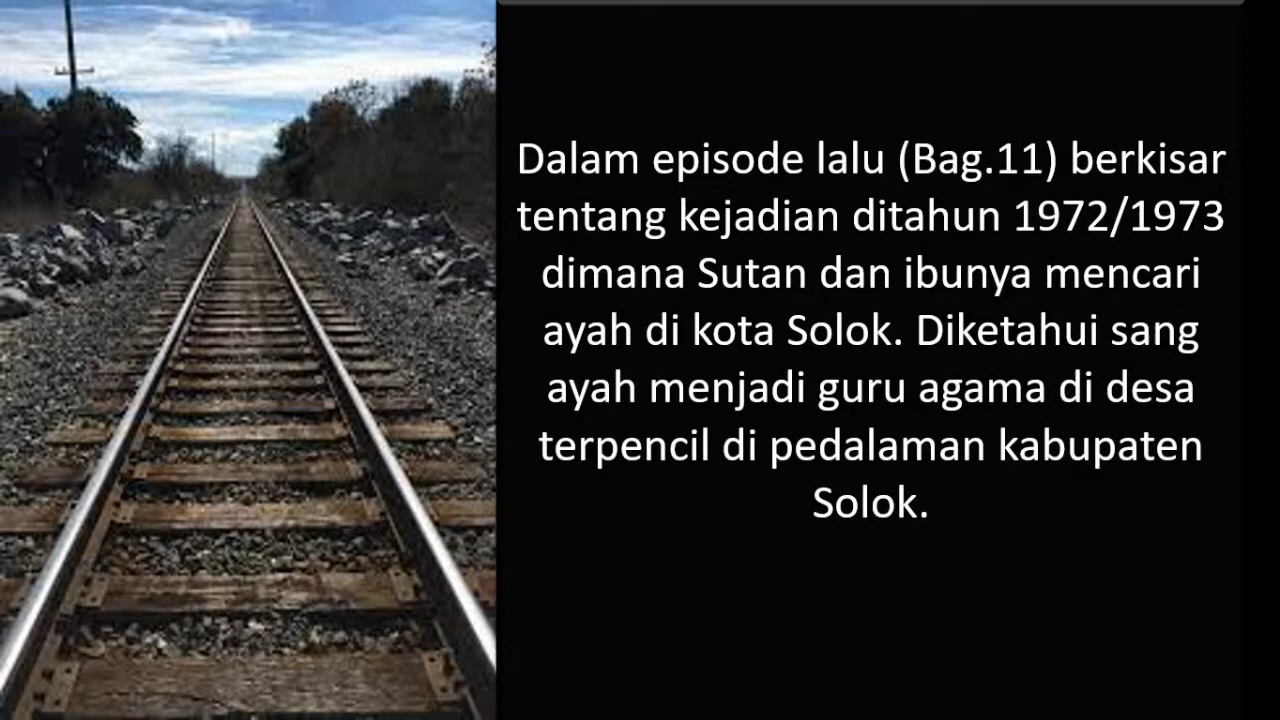 Dalam episode lalu (Bag.11) berkisar
tentang kejadian ditahun 1972/1973
dimana Sutan dan ibunya mencari
ayah di kota Solok. Diketahui sang
ayah menjadi guru agama di desa
terpencil di pedalaman kabupaten
Solok.